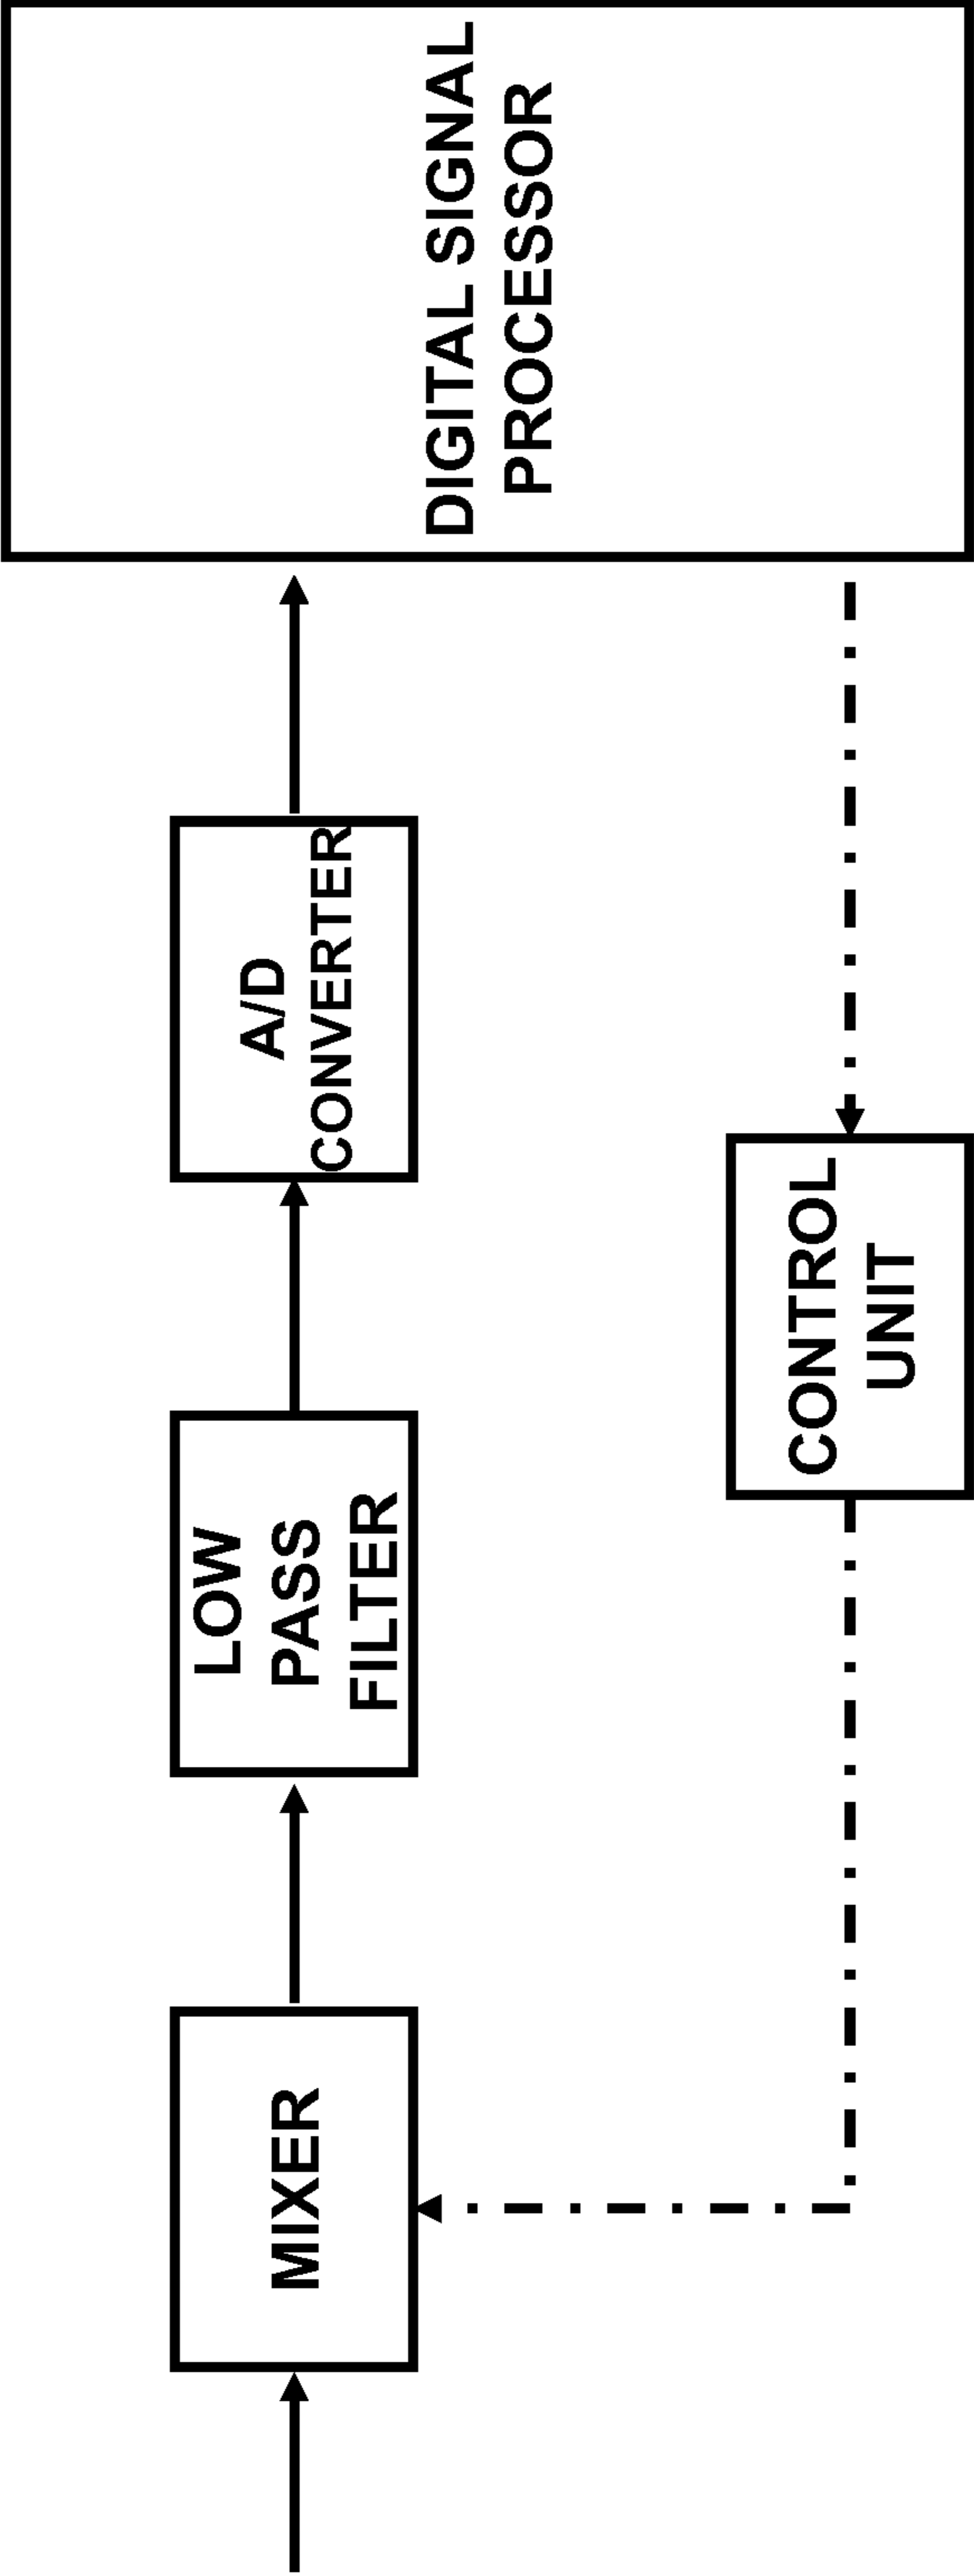 MIXER
LOW
PASS
FILTER
A/D
CONVERTER
DIGITAL SIGNAL
PROCESSOR
CONTROL
UNIT